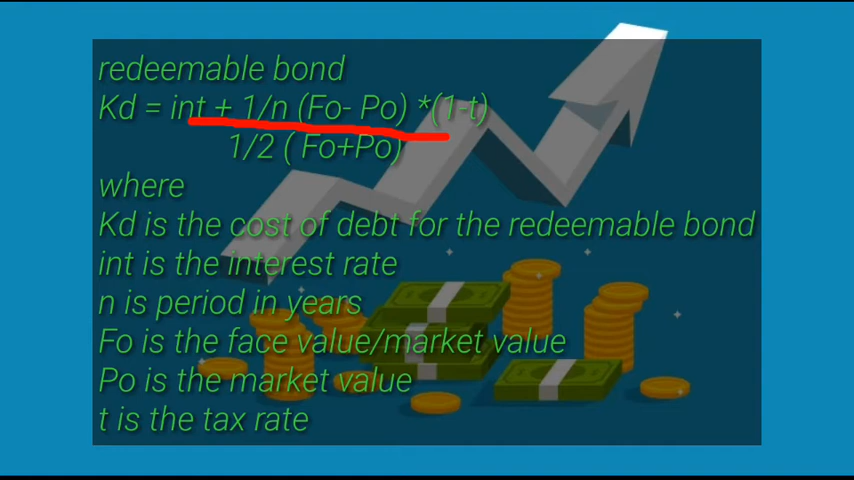 redeemable bond
Kd = int + 1/n (Fo- Po) *(1-t)
1/2 ( Fo+Po)
where
Kd is the cost of debt for the redeemable bond
int is the interest rate
n is period in years
Fo is the face value/market value
Po is the market value
t is the tax rate